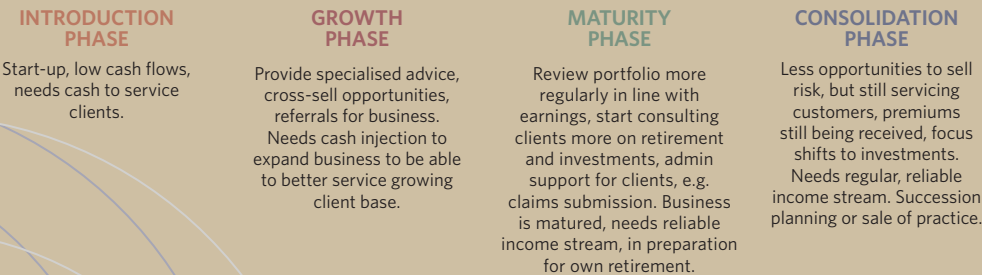 INTRODUCTION
PHASE
Start-up, low cash flows,
needs cash to service
clients.
GROWTH
PHASE
Provide specialised advice,
cross-sell opportunities,
referrals for business.
Needs cash injection to
expand business to be able
to better service growing
client base.
MATURITY
PHASE
Review portfolio more
regularly in line with
earnings, start consulting
clients more on retirement
and investments, admin
support for clients, e.g.
claims submission. Business
is matured, needs reliable
income stream, in preparation
for own retirement.
CONSOLIDATION
PHASE
Less opportunities to sell
risk, but still servicing
customers, premiums
still being received, focus
shifts to investments.
Needs regular, reliable
income stream. Succession
planning or sale of practice.